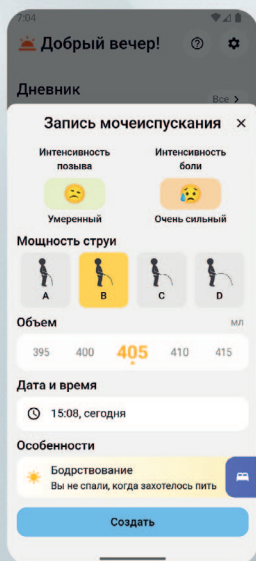 7:04
Добрый вечер!
Дневник
Все >
Запись мочеиспускания ×
Интенсивность позыва
Интенсивность боли
Умеренный
Очень сильный
Мощность струи
A B C D
Объем мл
395 400 405 410 415
Дата и время
15:08, сегодня
Особенности
Бодрствование
Вы не спали, когда захотелось пить
Создать